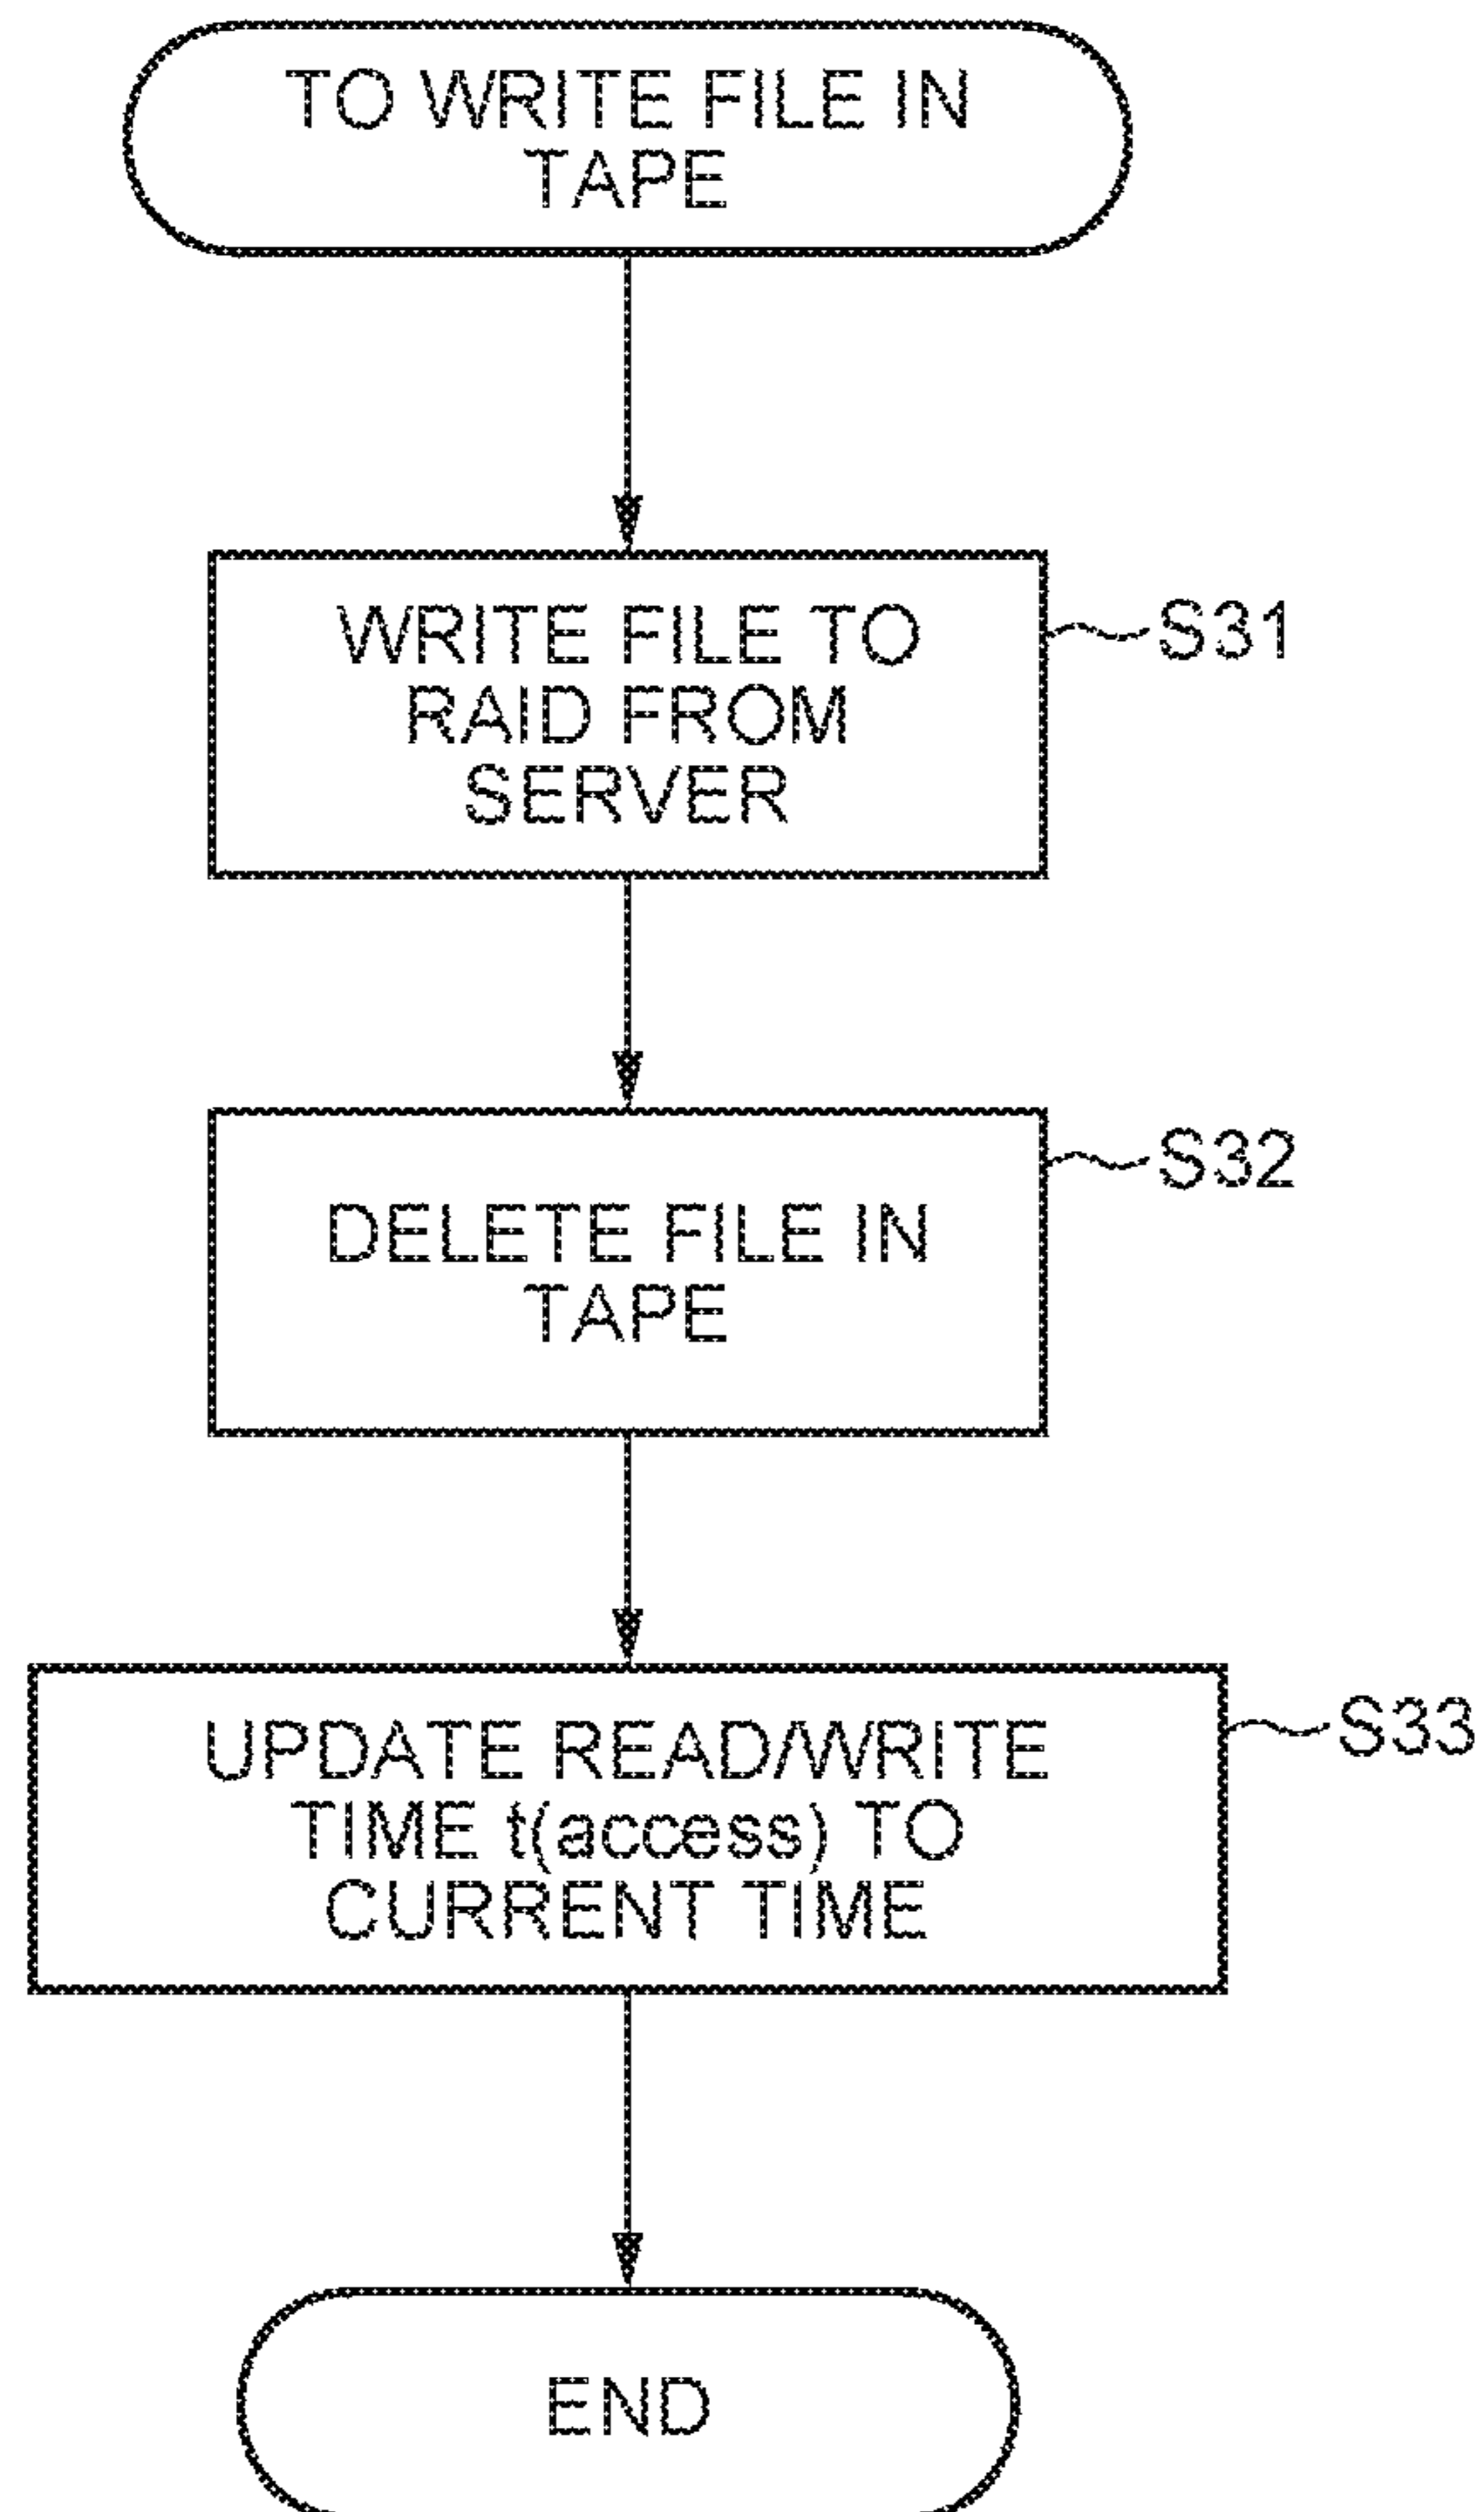 TO WRITE FILE IN
TAPE
WRITE FILE TO
RAID FROM
SERVER
S31
DELETE FILE IN
TAPE
S32
UPDATE READ/WRITE
TIME t(access) TO
CURRENT TIME
S33
END